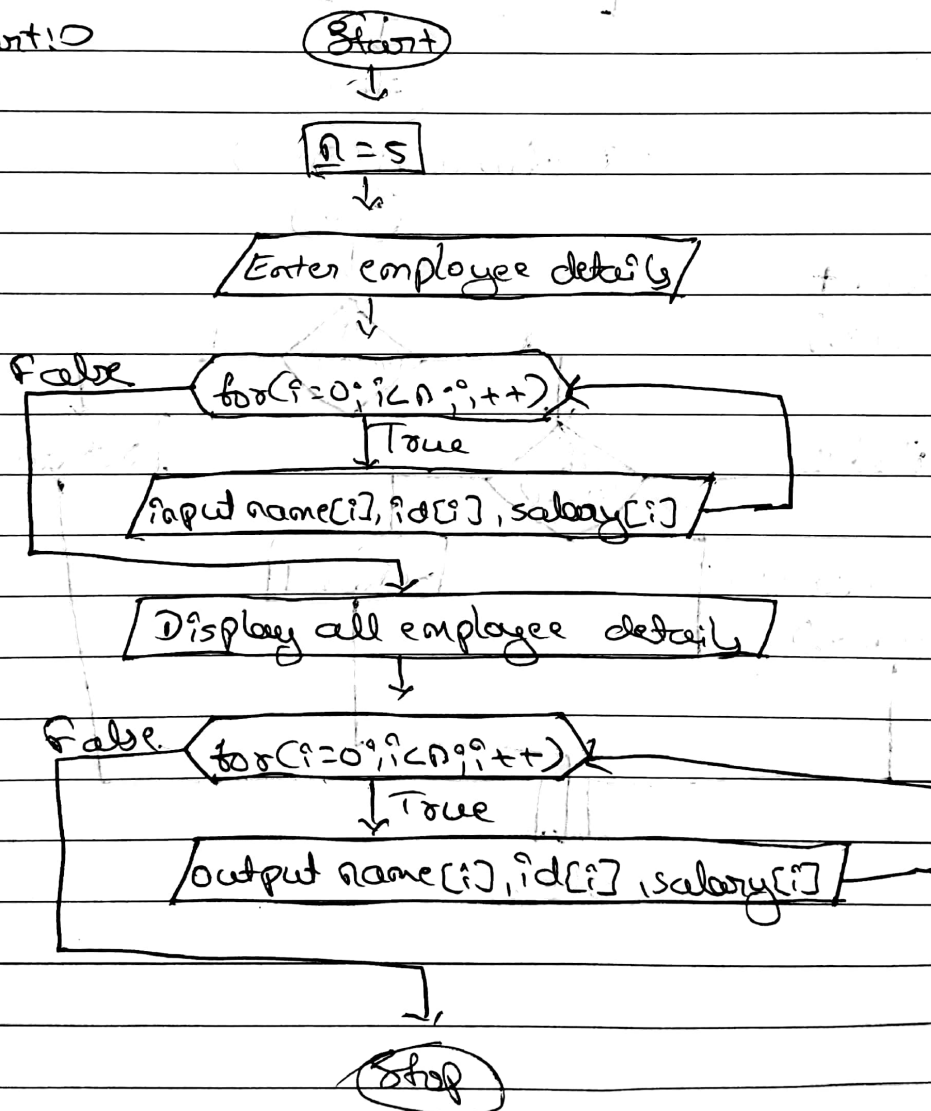 Start
n = 5
Enter employee details
for(i=0; i<n; i++)
False
True
input name[i], id[i], salary[i]
Display all employee details
for(i=0; i<n; i++)
False
True
output name[i], id[i], salary[i]
Stop